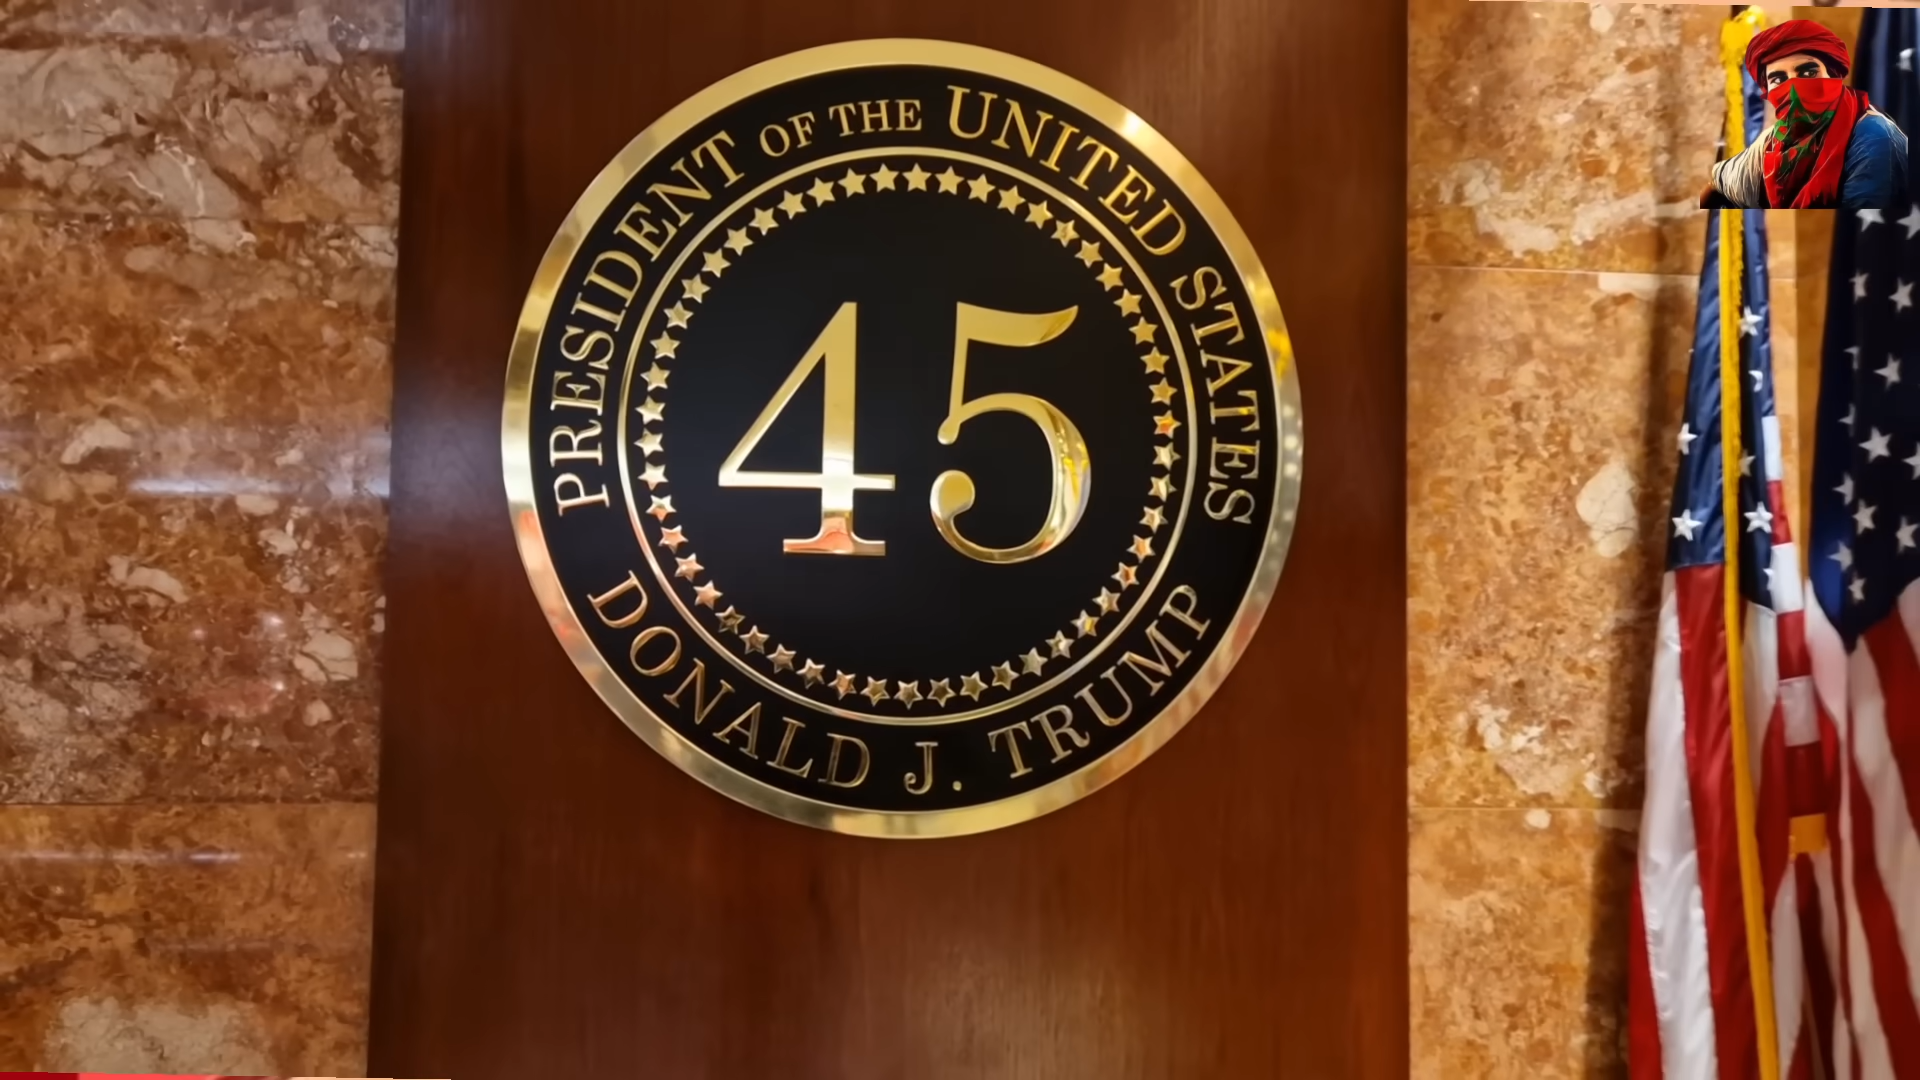 PRESIDENT OF THE UNITED STATES
45
DONALD J. TRUMP